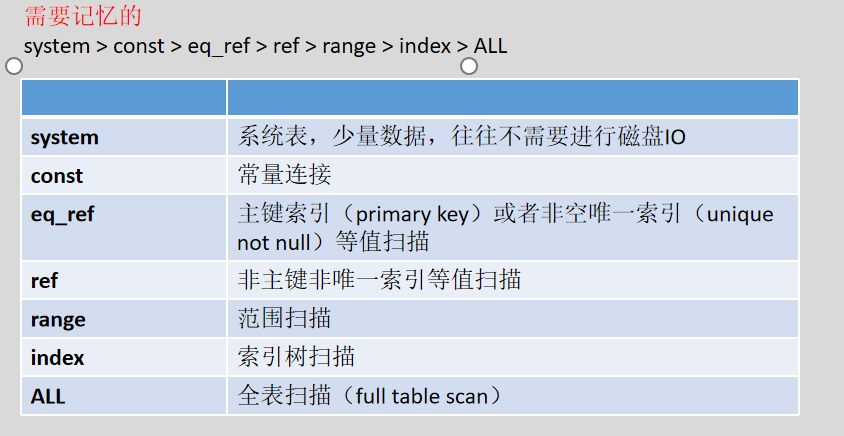 需要记忆的
system > const > eq_ref > ref > range > index > ALL
system 系统表，少量数据，往往不需要进行磁盘IO
const 常量连接
eq_ref 主键索引（primary key）或者非空唯一索引（unique
not null）等值扫描
ref 非主键非唯一索引等值扫描
range 范围扫描
index 索引树扫描
ALL 全表扫描（full table scan）